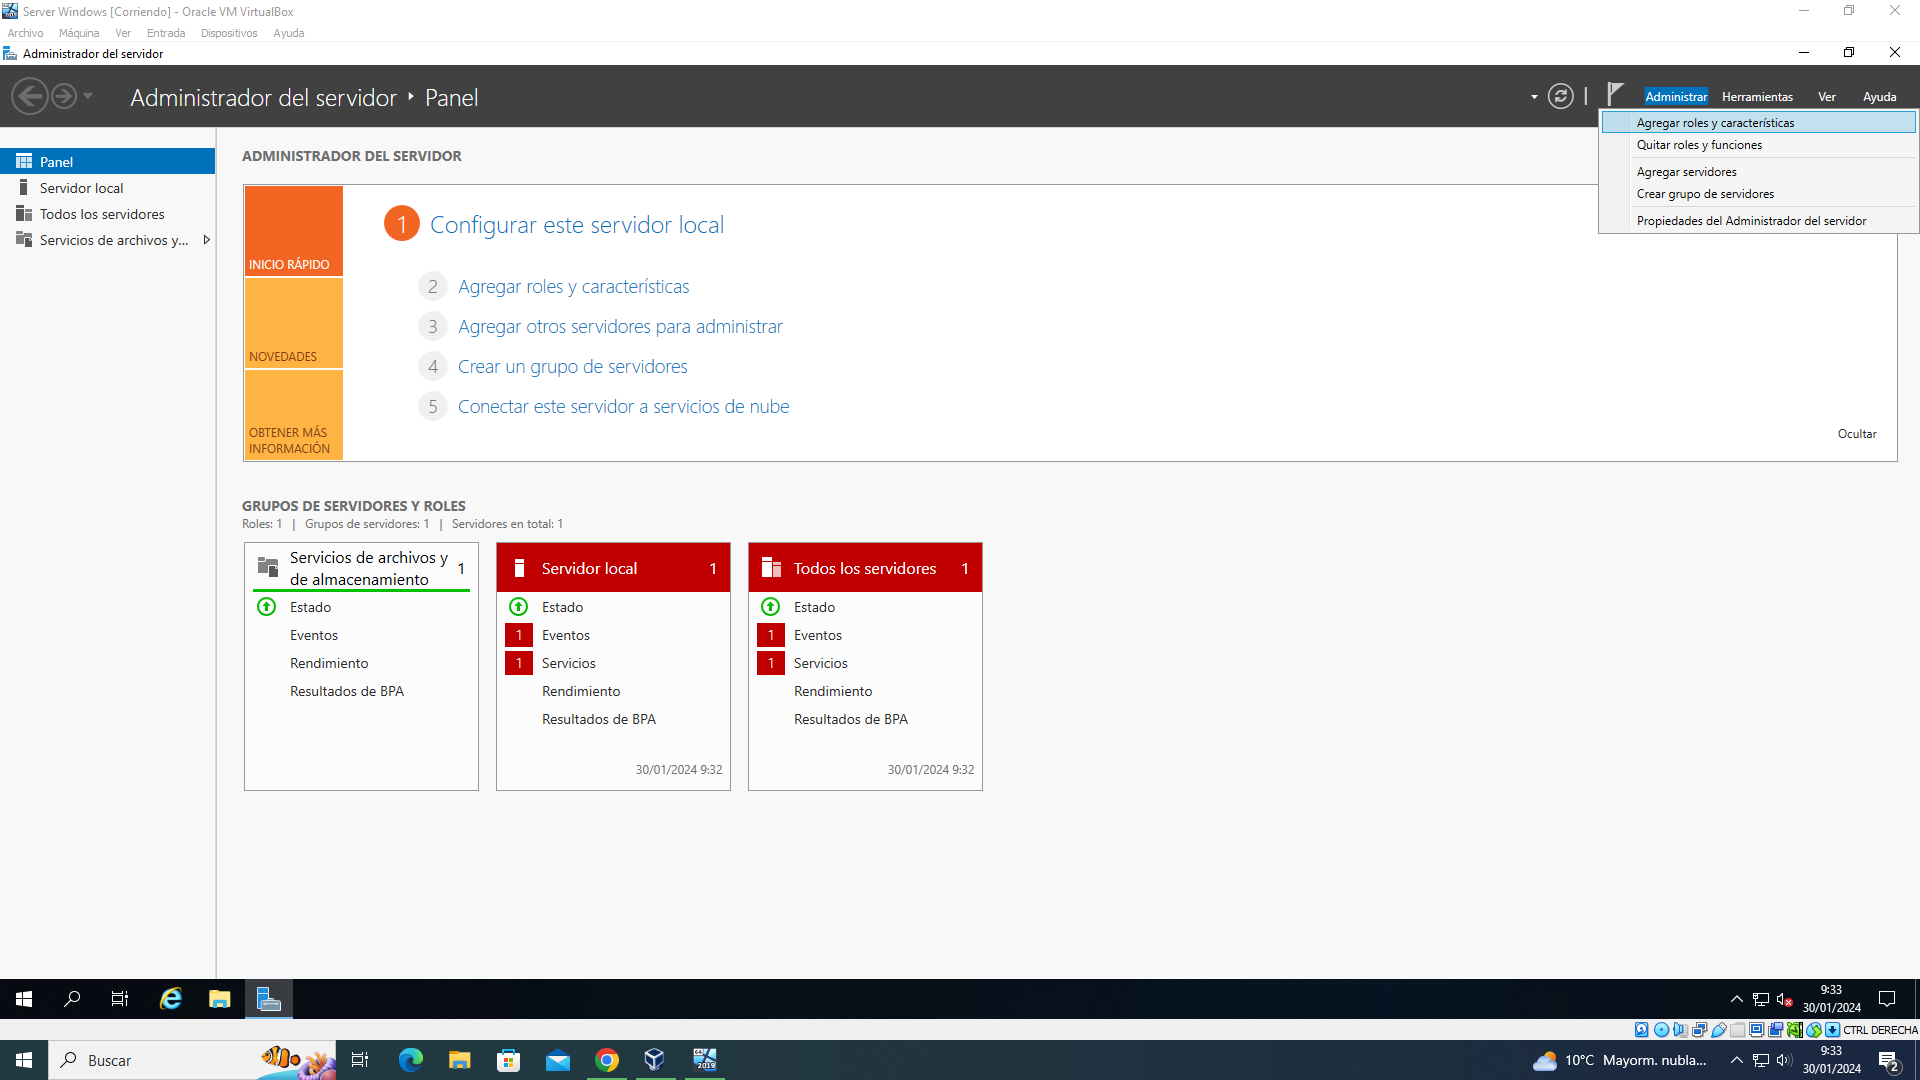 Server Windows [Corriendo] - Oracle VM VirtualBox
Archivo Máquina Ver Entrada Dispositivos Ayuda
Administrador del servidor
Administrador del servidor Panel
Administrar Herramientas Ver Ayuda
Agregar roles y características
Quitar roles y funciones
Agregar servidores
Crear grupo de servidores
Propiedades del Administrador del servidor
Panel
Servidor local
Todos los servidores
Servicios de archivos y...
ADMINISTRADOR DEL SERVIDOR
INICIO RÁPIDO
NOVEDADES
OBTENER MÁS
INFORMACIÓN
1 Configurar este servidor local
2 Agregar roles y características
3 Agregar otros servidores para administrar
4 Crear un grupo de servidores
5 Conectar este servidor a servicios de nube
Ocultar
GRUPOS DE SERVIDORES Y ROLES
Roles: 1 | Grupos de servidores: 1 | Servidores en total: 1
Servicios de archivos y
de almacenamiento 1
Estado
Eventos
Rendimiento
Resultados de BPA
Servidor local 1
Estado
1 Eventos
1 Servicios
Rendimiento
Resultados de BPA
30/01/2024 9:32
Todos los servidores 1
Estado
1 Eventos
1 Servicios
Rendimiento
Resultados de BPA
30/01/2024 9:32
9:33
30/01/2024
CTRL DERECHA
Buscar
2019
10°C Mayorm. nubla...
9:33
30/01/2024
2